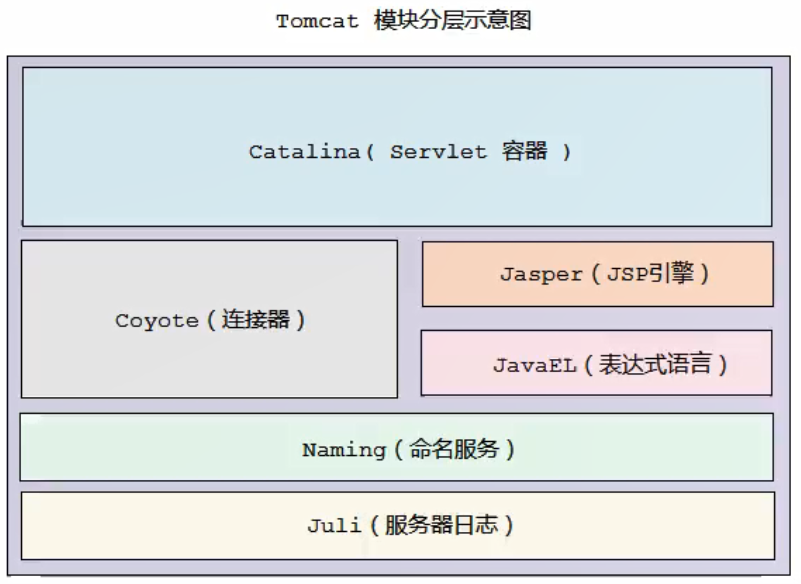 Tomcat 模块分层示意图
Catalina( Servlet 容器 )
Coyote(连接器)
Jasper(JSP引擎)
JavaEL(表达式语言)
Naming(命名服务)
Juli(服务器日志)